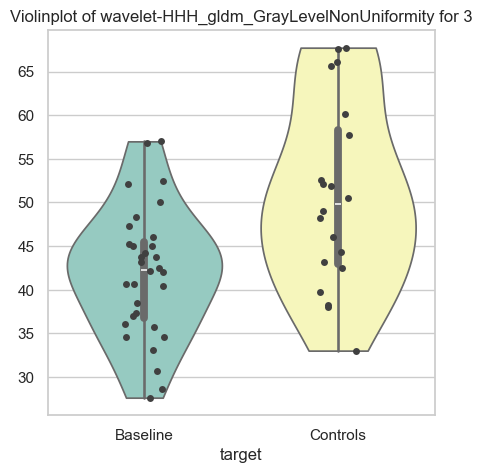 Violinplot of wavelet-HHH_gldm_GrayLevelNonUniformity for 3
65
60
55
50
45
40
35
30
Baseline
Controls
target